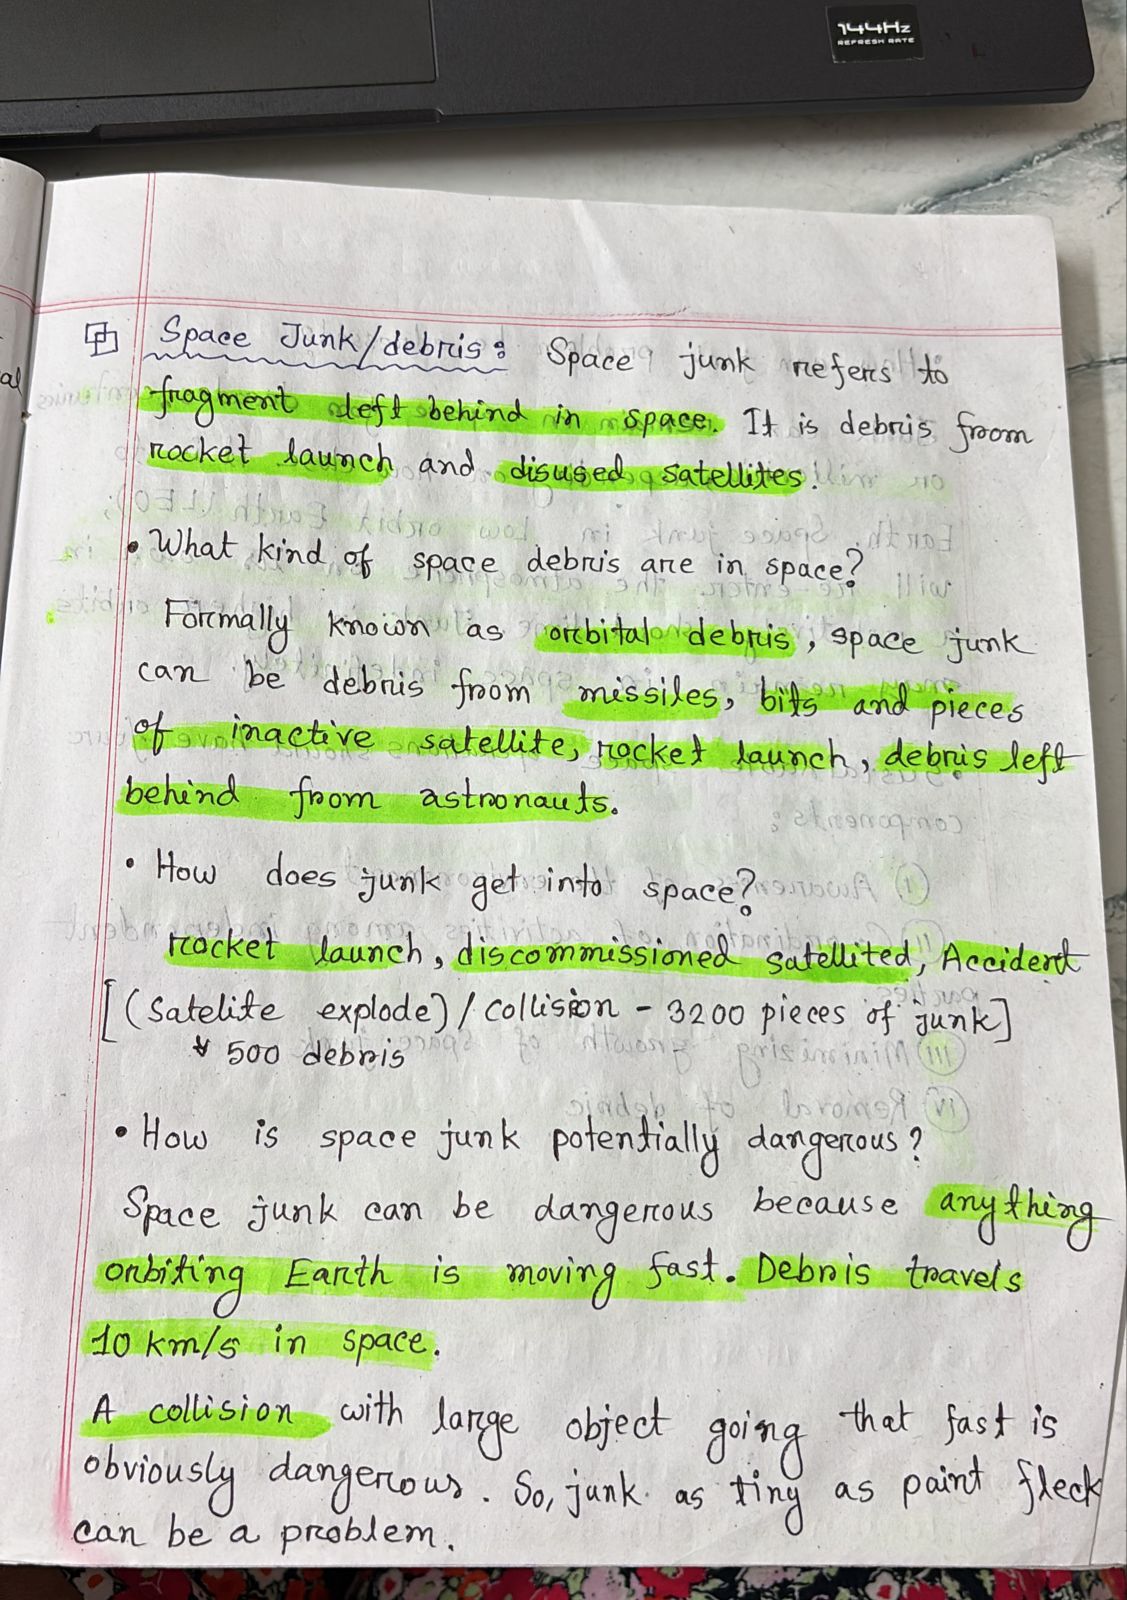 144Hz
REFRESH RATE
al
Space Junk/debris: Space junk refers to
fragment left behind in space. It is debris from
rocket launch and disused satellites.
• What kind of space debris are in space?
Formally known as orbital debris, space junk
can be debris from missiles, bits and pieces
of inactive satellite, rocket launch, debris left
behind from astronauts.
• How does junk get into space?
rocket launch, discommissioned satellited, Accident
[(Satelite explode)/collision - 3200 pieces of junk]
500 debris
• How is space junk potentially dangerous?
Space junk can be dangerous because anything
orbiting Earth is moving fast. Debris travels
10 km/s in space.
A collision with large object going that fast is
obviously dangerous. So, junk as tiny as paint fleck
can be a problem.